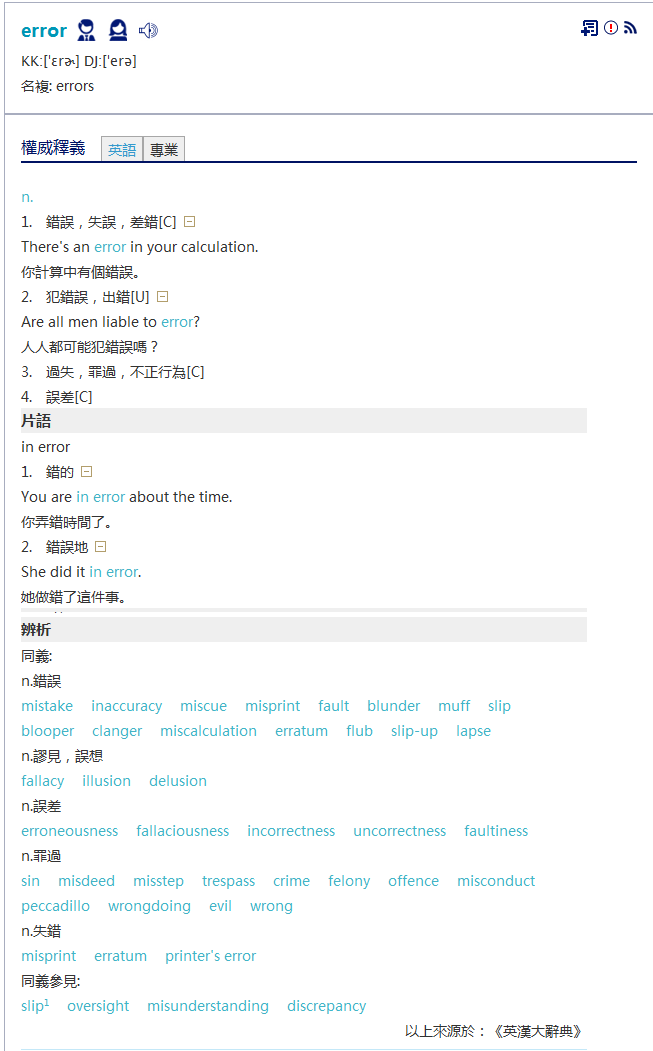 error
KK:[ˈɛrɚ] DJ:[ˈerə]
名複: errors
權威釋義 英語 專業
n.
1. 錯誤，失誤，差錯[C]
There's an error in your calculation.
你計算中有個錯誤。
2. 犯錯誤，出錯[U]
Are all men liable to error?
人人都可能犯錯誤嗎？
3. 過失，罪過，不正行為[C]
4. 誤差[C]
片語
in error
1. 錯的
You are in error about the time.
你弄錯時間了。
2. 錯誤地
She did it in error.
她做錯了這件事。
辨析
同義:
n.錯誤
mistake inaccuracy miscue misprint fault blunder muff slip
blooper clanger miscalculation erratum flub slip-up lapse
n.謬見，誤想
fallacy illusion delusion
n.誤差
erroneousness fallaciousness incorrectness uncorrectness faultiness
n.罪過
sin misdeed misstep trespass crime felony offence misconduct
peccadillo wrongdoing evil wrong
n.失錯
misprint erratum printer's error
同義參見:
slip¹ oversight misunderstanding discrepancy
以上來源於：《英漢大辭典》